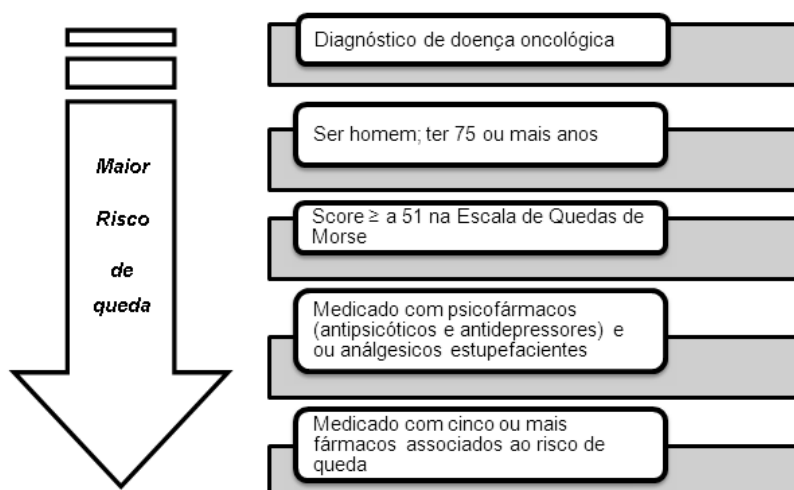 Diagnóstico de doença oncológica
Ser homem; ter 75 ou mais anos
Maior
Risco
de
queda
Score ≥ a 51 na Escala de Quedas de
Morse
Medicado com psicofármacos
(antipsicóticos e antidepressores) e
ou análgesicos estupefacientes
Medicado com cinco ou mais
fármacos associados ao risco de
queda